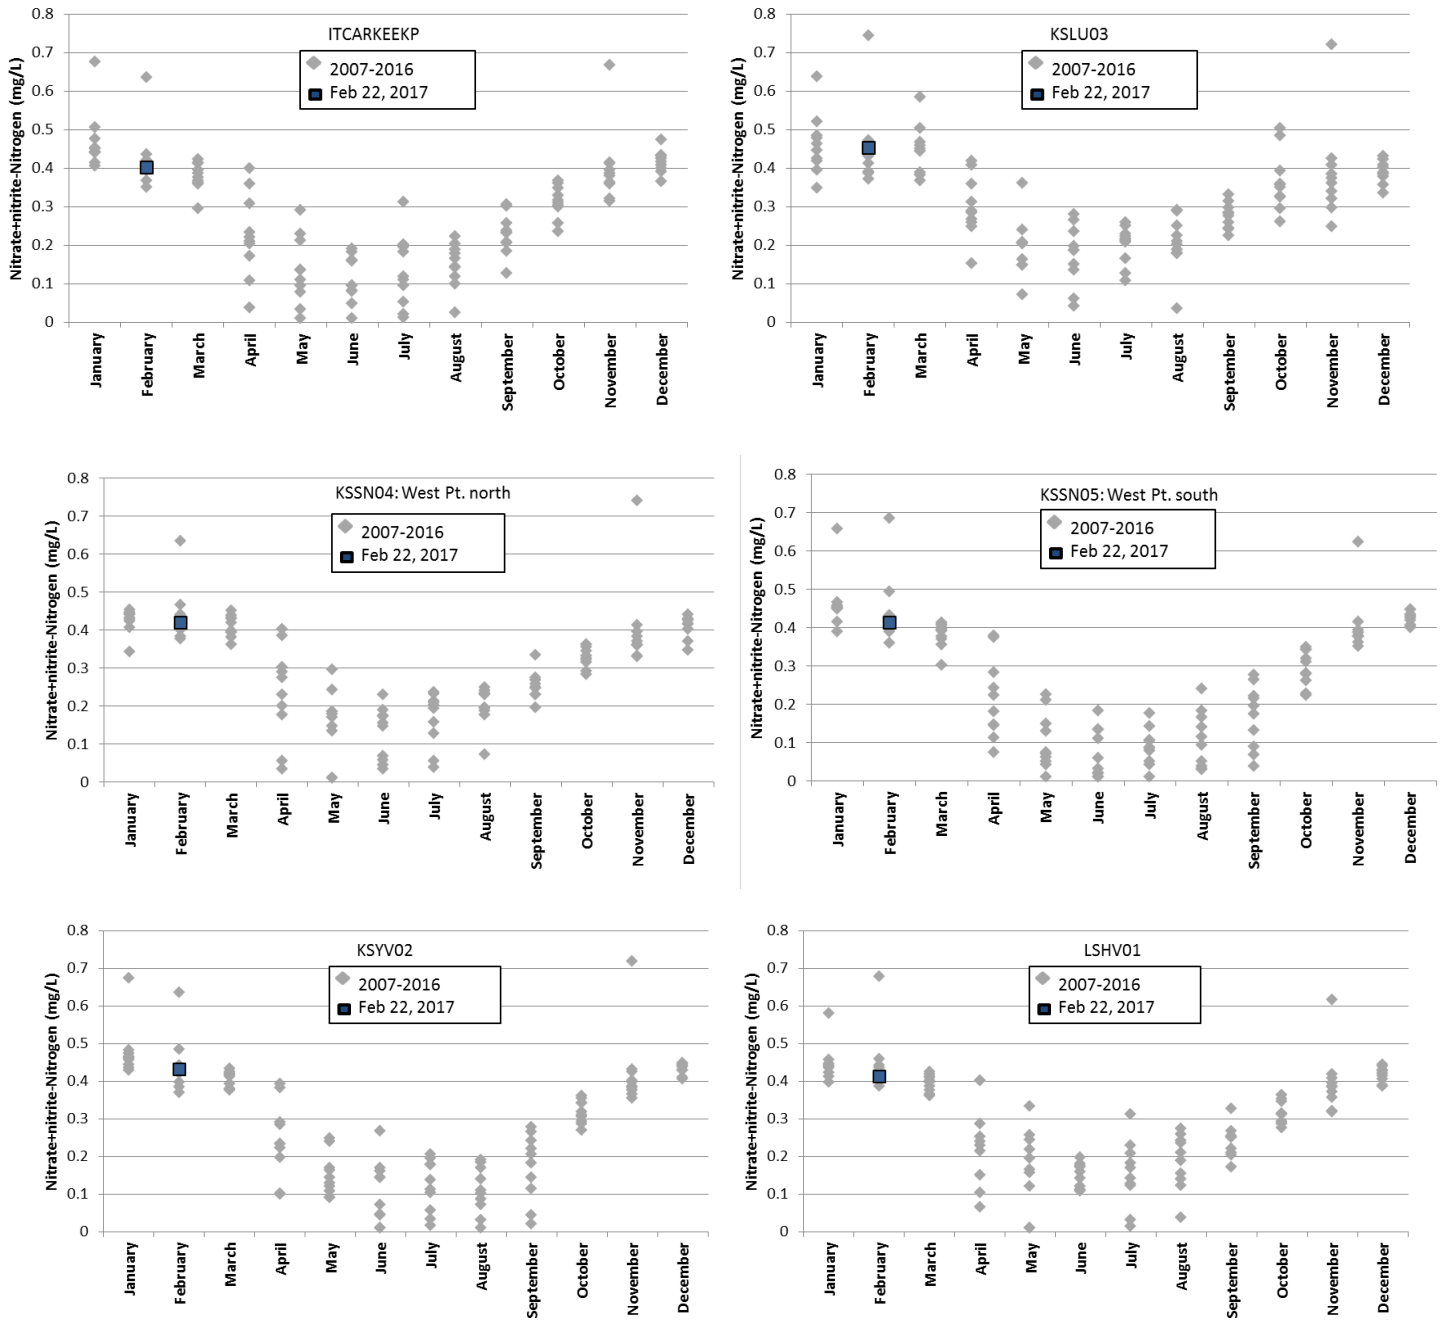 ITCARKEEKP
2007-2016
Feb 22, 2017
Nitrate+nitrite-Nitrogen (mg/L)
0.8
0.7
0.6
0.5
0.4
0.3
0.2
0.1
0
January
February
March
April
May
June
July
August
September
October
November
December
KSLU03
2007-2016
Feb 22, 2017
Nitrate+nitrite-Nitrogen (mg/L)
0.8
0.7
0.6
0.5
0.4
0.3
0.2
0.1
0
January
February
March
April
May
June
July
August
September
October
November
December
KSSN04: West Pt. north
2007-2016
Feb 22, 2017
Nitrate+nitrite-Nitrogen (mg/L)
0.8
0.7
0.6
0.5
0.4
0.3
0.2
0.1
0
January
February
March
April
May
June
July
August
September
October
November
December
KSSN05: West Pt. south
2007-2016
Feb 22, 2017
Nitrate+nitrite-Nitrogen (mg/L)
0.8
0.7
0.6
0.5
0.4
0.3
0.2
0.1
0
January
February
March
April
May
June
July
August
September
October
November
December
KSYV02
2007-2016
Feb 22, 2017
Nitrate+nitrite-Nitrogen (mg/L)
0.8
0.7
0.6
0.5
0.4
0.3
0.2
0.1
0
January
February
March
April
May
June
July
August
September
October
November
December
LSHV01
2007-2016
Feb 22, 2017
Nitrate+nitrite-Nitrogen (mg/L)
0.8
0.7
0.6
0.5
0.4
0.3
0.2
0.1
0
January
February
March
April
May
June
July
August
September
October
November
December